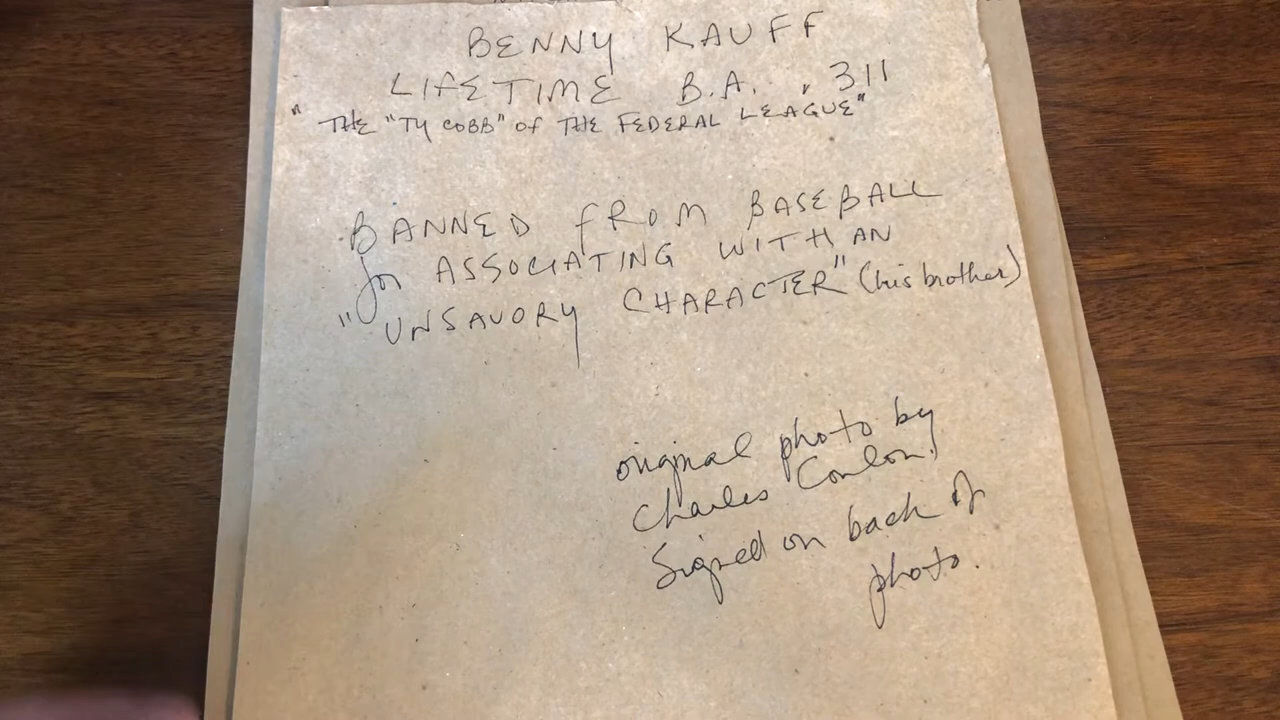 BENNY KAUFF
LIFETIME B.A. .311
"THE "TY COBB" of THE FEDERAL LEAGUE"
BANNED fROM BASEBALL
for ASSOCIATING WITH AN
"UNSAVORY CHARACTER" (his brother)
original photo by
Charles Conlon.
Signed on back of
photo.